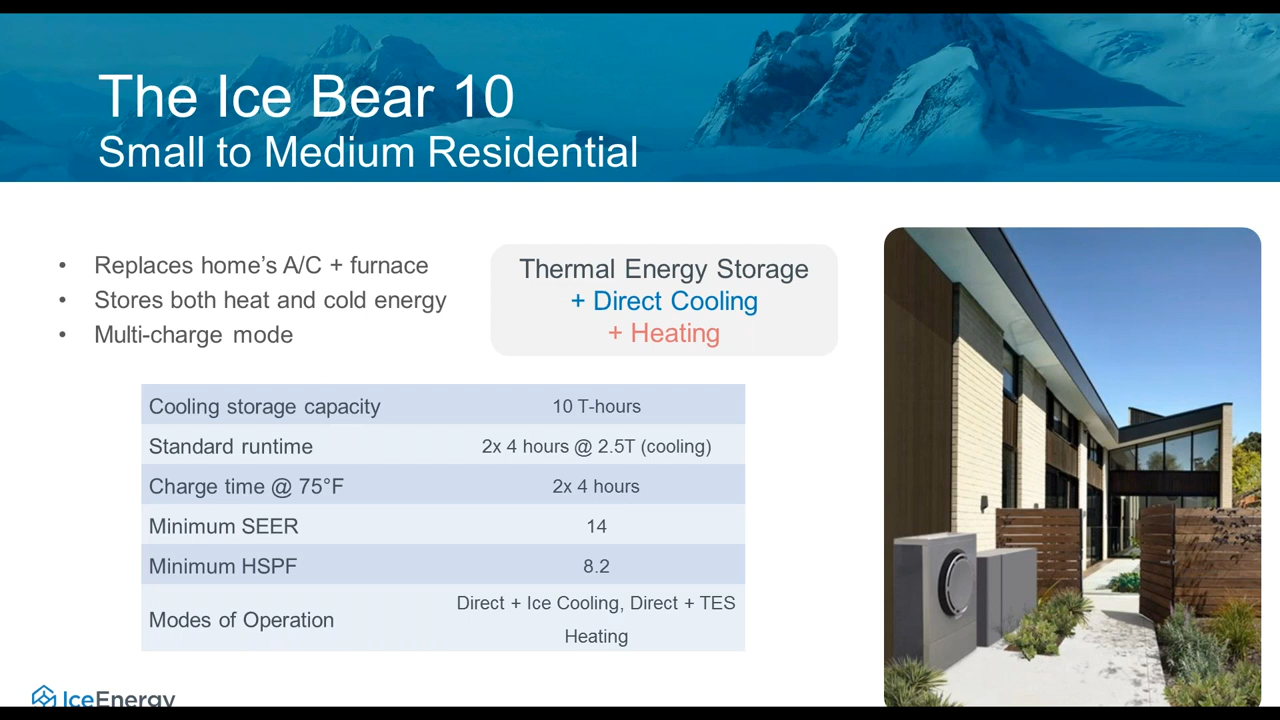 The Ice Bear 10
Small to Medium Residential
• Replaces home’s A/C + furnace
• Stores both heat and cold energy
• Multi-charge mode
Thermal Energy Storage
+ Direct Cooling
+ Heating
Cooling storage capacity 10 T-hours
Standard runtime 2x 4 hours @ 2.5T (cooling)
Charge time @ 75°F 2x 4 hours
Minimum SEER 14
Minimum HSPF 8.2
Modes of Operation Direct + Ice Cooling, Direct + TES
Heating
IceEnergy